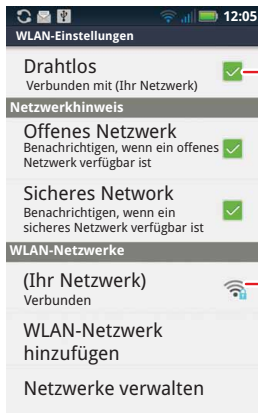 12:05
WLAN-Einstellungen
Drahtlos
Verbunden mit (Ihr Netzwerk)
Netzwerkhinweis
Offenes Netzwerk
Benachrichtigen, wenn ein offenes
Netzwerk verfügbar ist
Sicheres Network
Benachrichtigen, wenn ein
sicheres Netzwerk verfügbar ist
WLAN-Netzwerke
(Ihr Netzwerk)
Verbunden
WLAN-Netzwerk
hinzufügen
Netzwerke verwalten